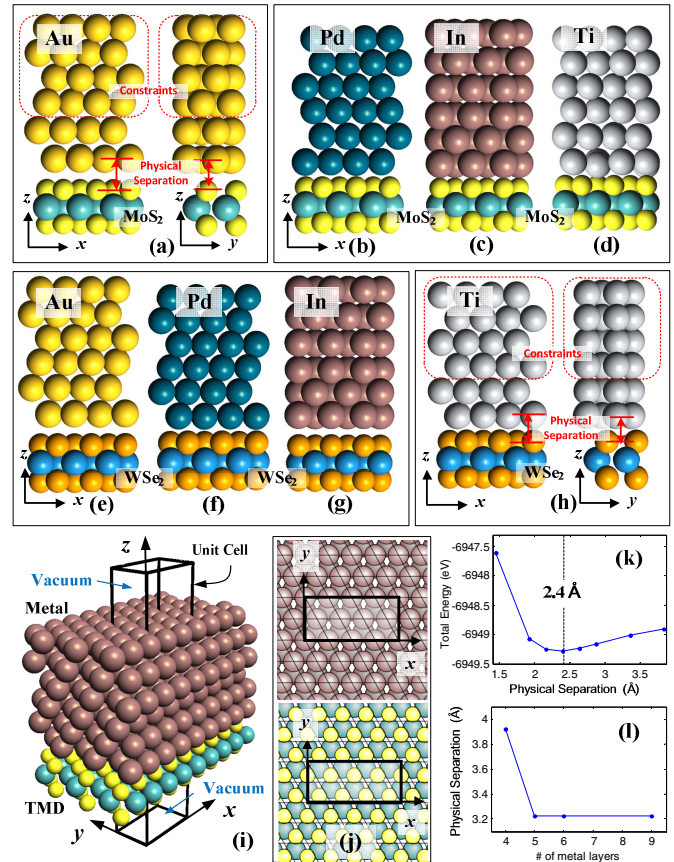 Au
Constraints
Physical
Separation
z
x
MoS₂
(a)
z
y
Pd
In
Ti
z
x
MoS₂
MoS₂
(b)
(c)
(d)
Au
Pd
In
z
x
WSe₂
WSe₂
(e)
(f)
(g)
Ti
Constraints
Physical
Separation
z
x
WSe₂
(h)
z
y
z
Unit Cell
Vacuum
Metal
TMD
Vacuum
x
y
(i)
y
x
y
x
(j)
(k)
2.4 Å
Total Energy (eV)
-6947.5
-6948
-6948.5
-6949
-6949.5
1.5 2 2.5 3 3.5
Physical Separation (Å)
(l)
Physical Separation (Å)
4
3.8
3.6
3.4
3.2
4 5 6 7 8 9
# of metal layers